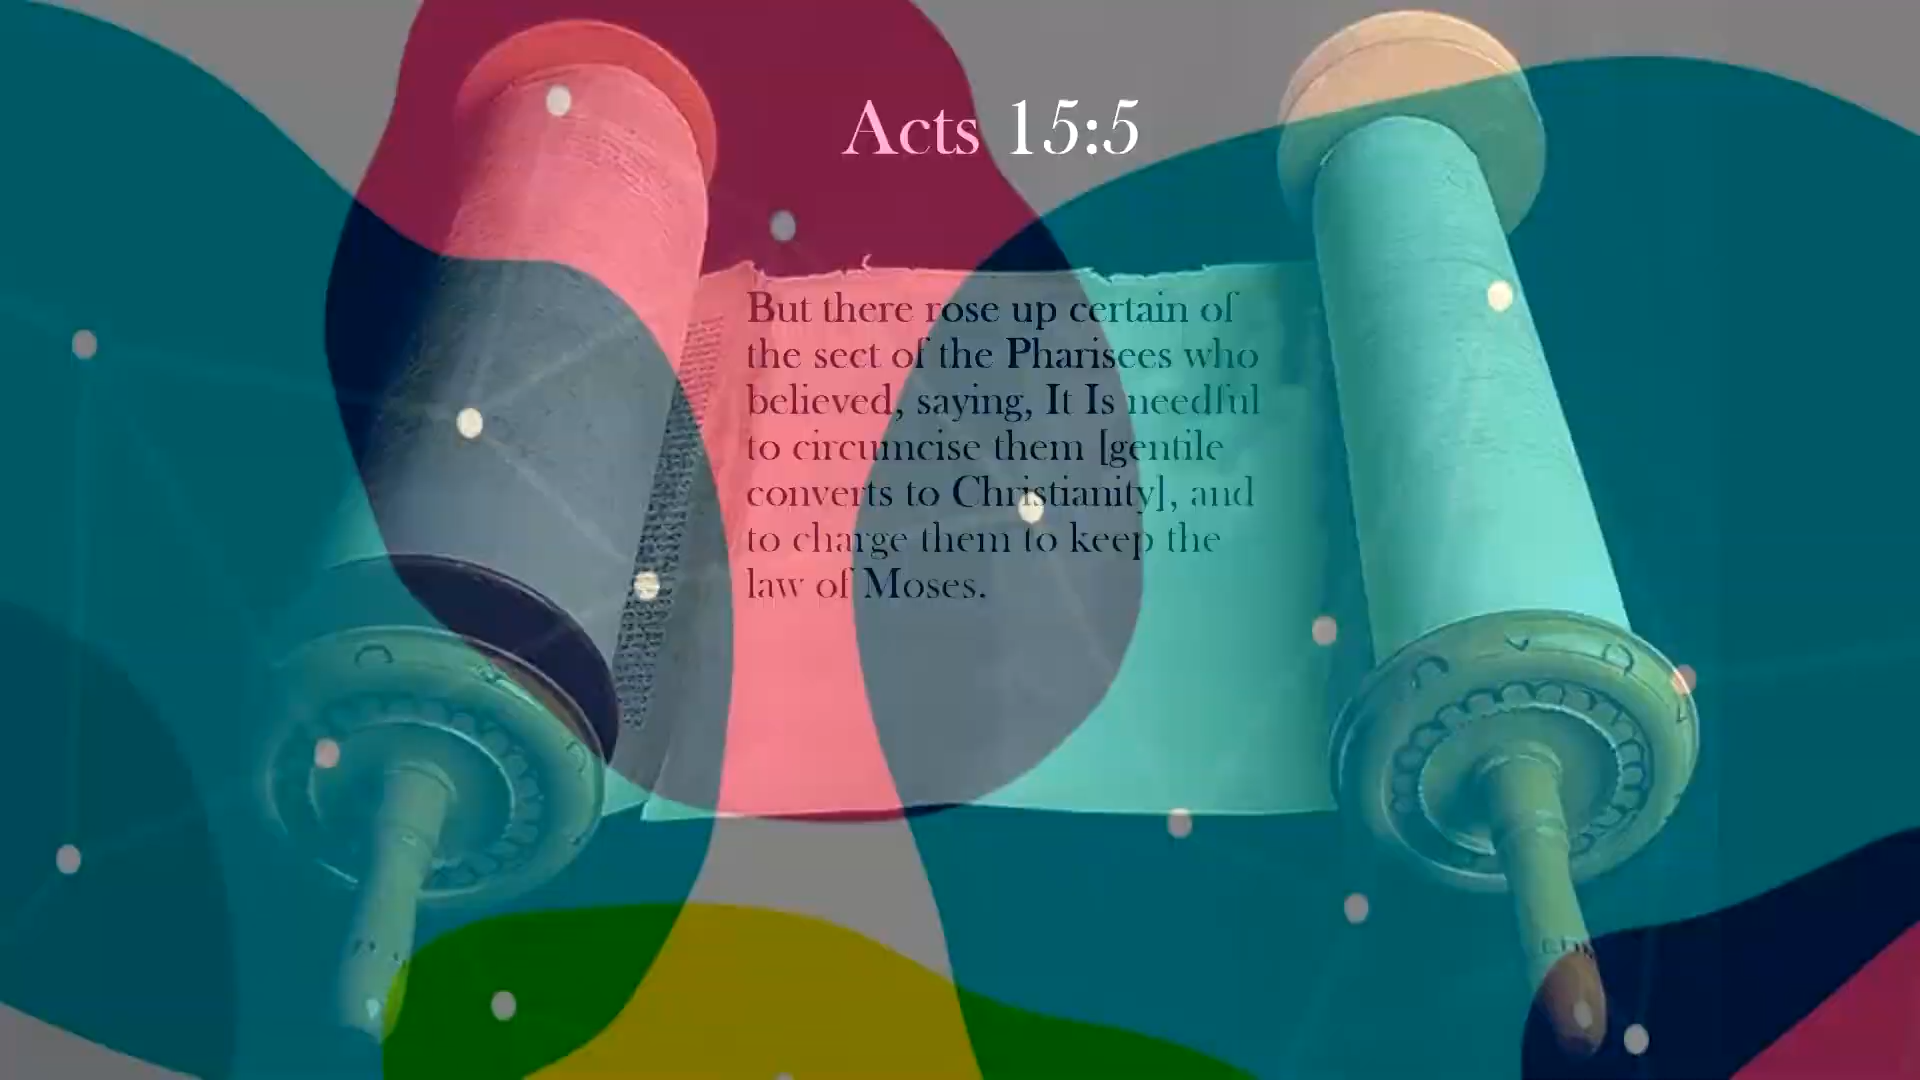 Acts 15:5
But there rose up certain of
the sect of the Pharisees who
believed, saying, It Is needful
to circumcise them [gentile
converts to Christianity], and
to charge them to keep the
law of Moses.